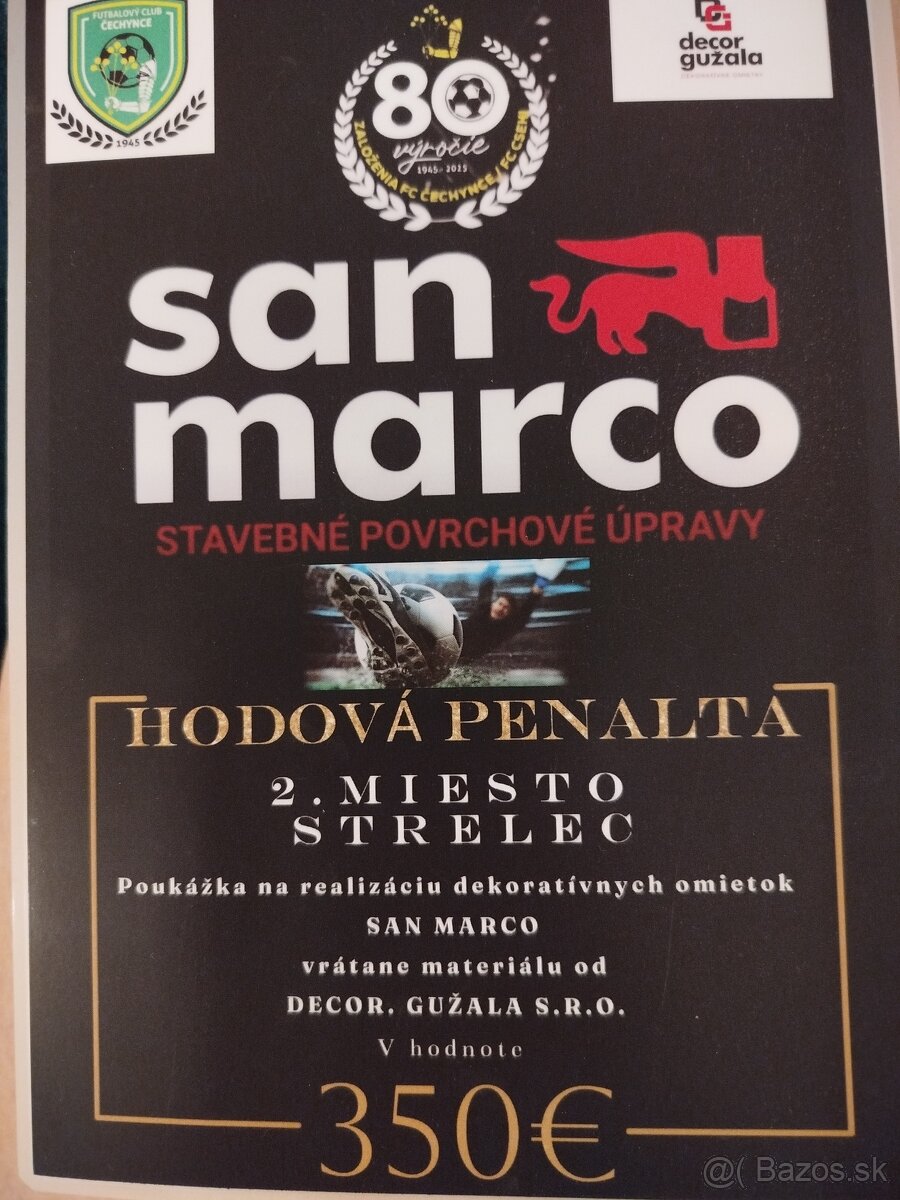 FUTBALOVÝ CLUB
ČECHYNCE
1945
80
výročie
1945 - 2025
ZALOŽENIA FC ČECHYNCE / FC CSEHI
decor
gužala
DEKORATÍVNE OMIETKY
san
marco
STAVEBNÉ POVRCHOVÉ ÚPRAVY
HODOVÁ PENALTA
2. MIESTO
STRELEC
Poukážka na realizáciu dekoratívnych omietok
SAN MARCO
vrátane materiálu od
DECOR. GUŽALA S.R.O.
V hodnote
350€
@( Bazos.sk